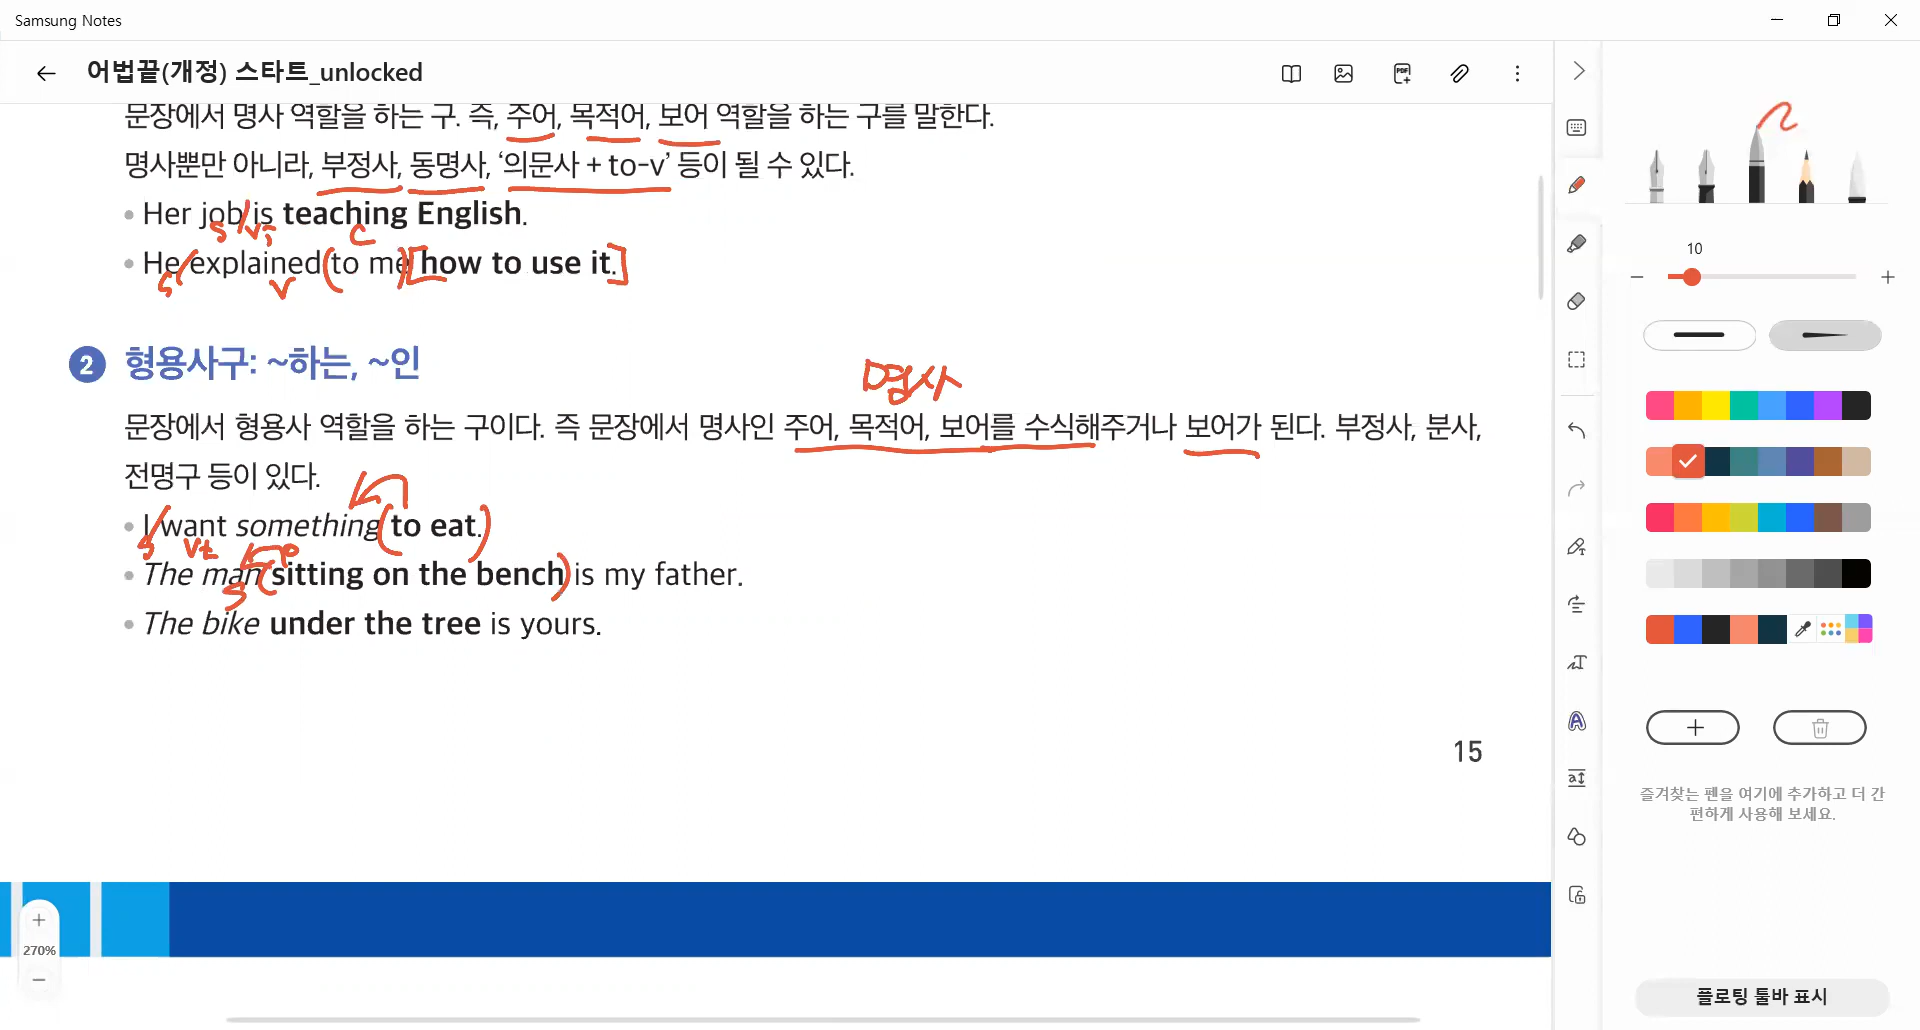 Samsung Notes
어법끝(개정) 스타트_unlocked
문장에서 명사 역할을 하는 구. 즉, 주어, 목적어, 보어 역할을 하는 구를 말한다.
명사뿐만 아니라, 부정사, 동명사, ‘의문사 + to-v’ 등이 될 수 있다.
• Her job is teaching English.
S Vi C
• He explained to me how to use it.
S V
2 형용사구: ~하는, ~인
명사
문장에서 형용사 역할을 하는 구이다. 즉 문장에서 명사인 주어, 목적어, 보어를 수식해주거나 보어가 된다. 부정사, 분사,
전명구 등이 있다.
• I want something to eat.
S Vt o
• The man sitting on the bench is my father.
S
• The bike under the tree is yours.
15
270%
10
즐겨찾는 펜을 여기에 추가하고 더 간
편하게 사용해 보세요.
플로팅 툴바 표시